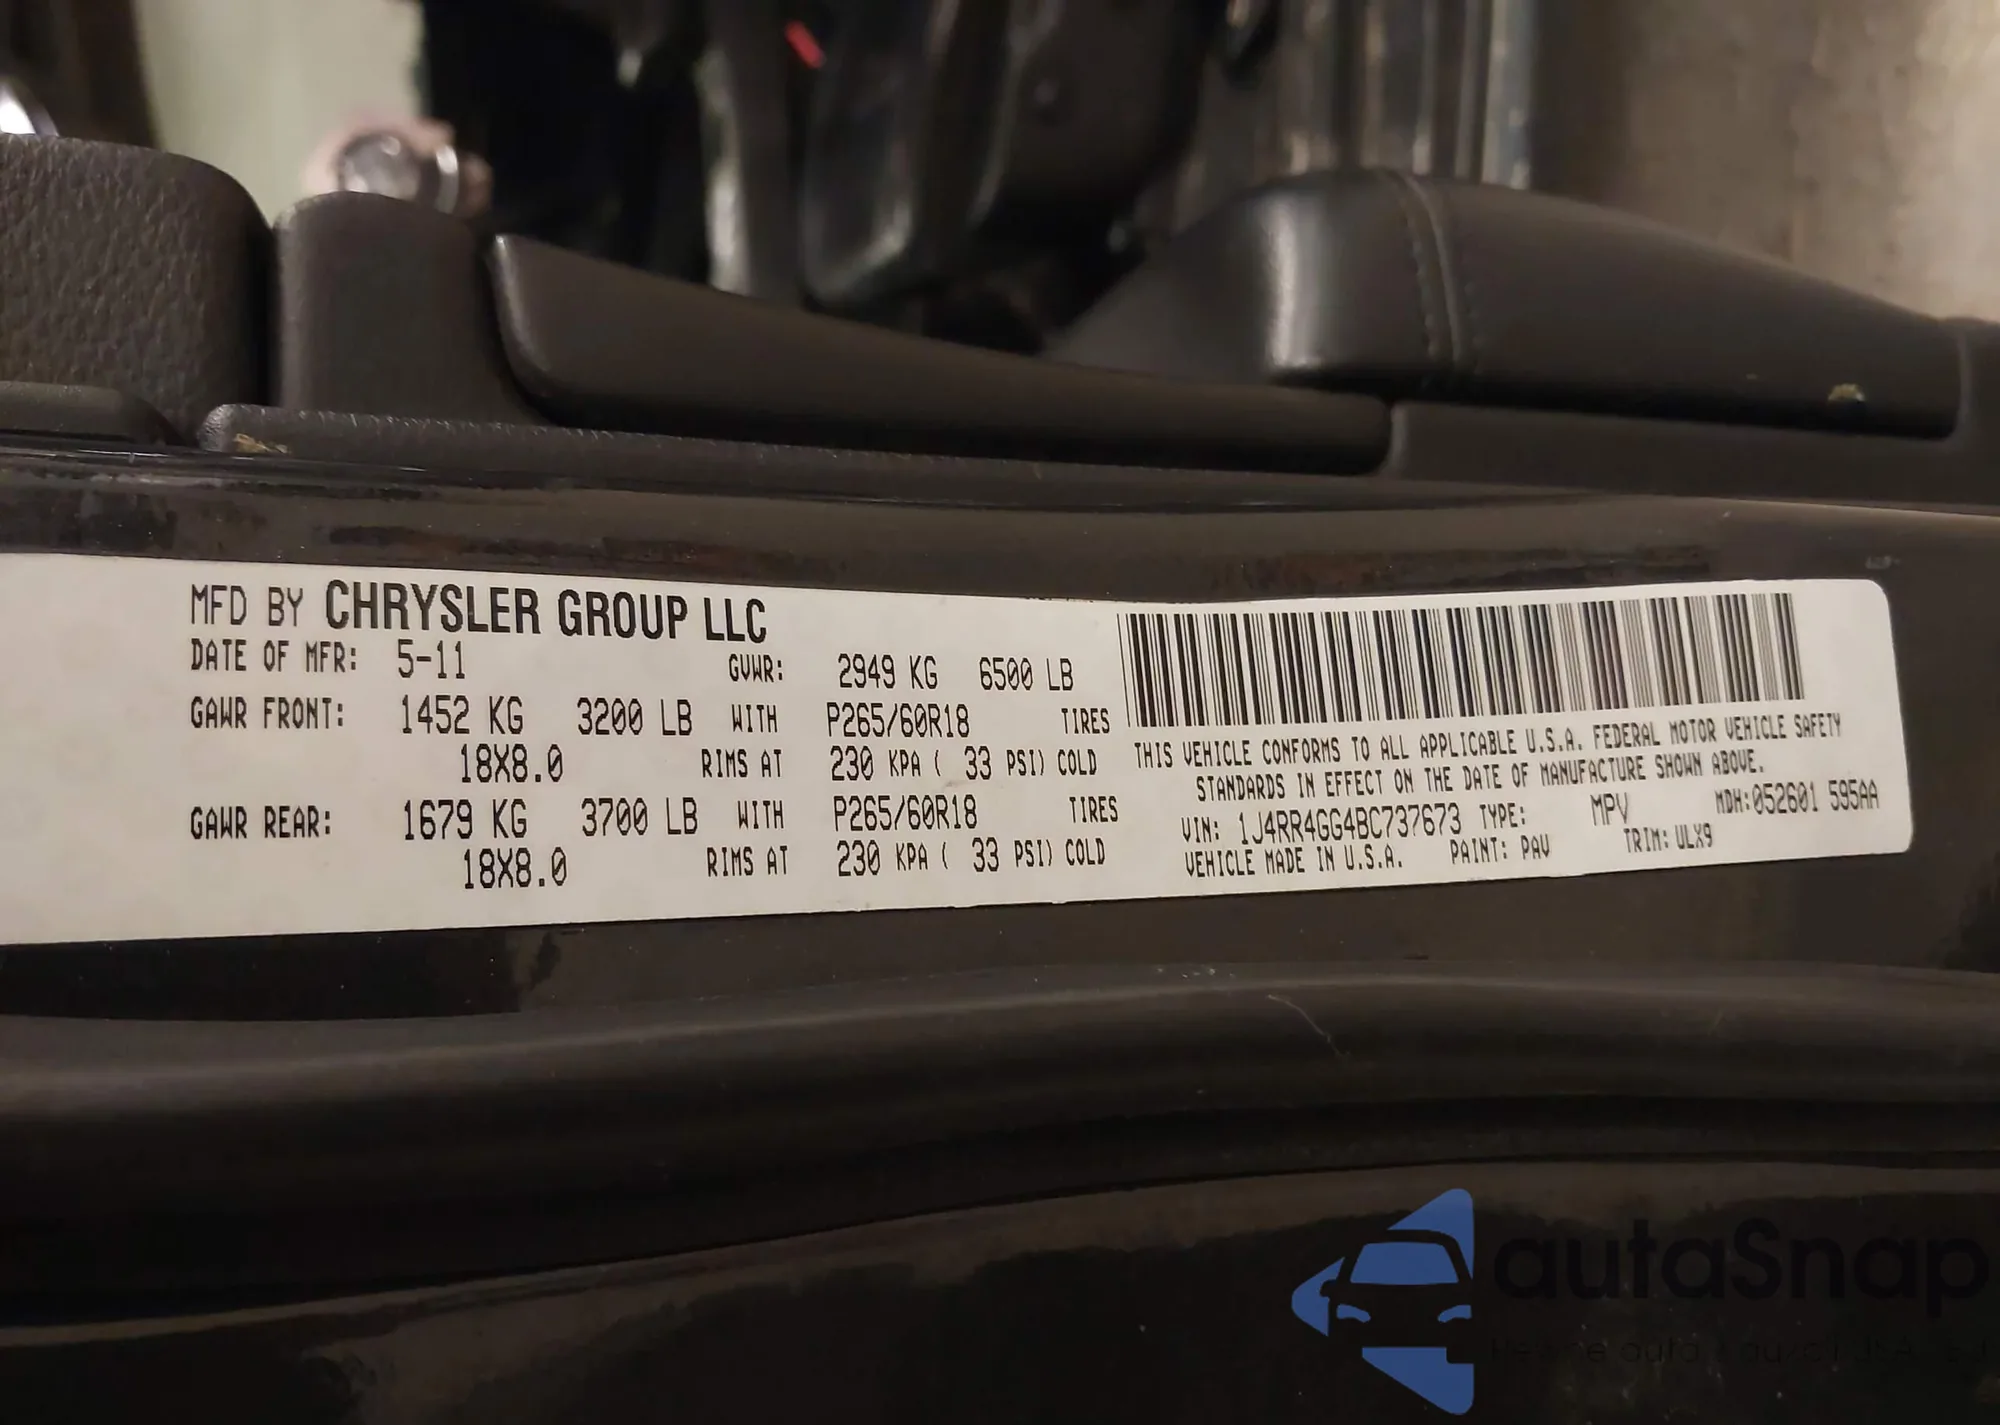 MFD BY CHRYSLER GROUP LLC
DATE OF MFR: 5-11 GVWR: 2949 KG 6500 LB
GAWR FRONT: 1452 KG 3200 LB WITH P265/60R18 TIRES
18X8.0 RIMS AT 230 KPA ( 33 PSI) COLD
GAWR REAR: 1679 KG 3700 LB WITH P265/60R18 TIRES
18X8.0 RIMS AT 230 KPA ( 33 PSI) COLD
THIS VEHICLE CONFORMS TO ALL APPLICABLE U.S.A. FEDERAL MOTOR VEHICLE SAFETY
STANDARDS IN EFFECT ON THE DATE OF MANUFACTURE SHOWN ABOVE.
VIN: 1J4RR4GG4BC737673 TYPE: MPV MDH:052601 595AA
VEHICLE MADE IN U.S.A. PAINT: PAV TRIM: ULX9
autaSnap